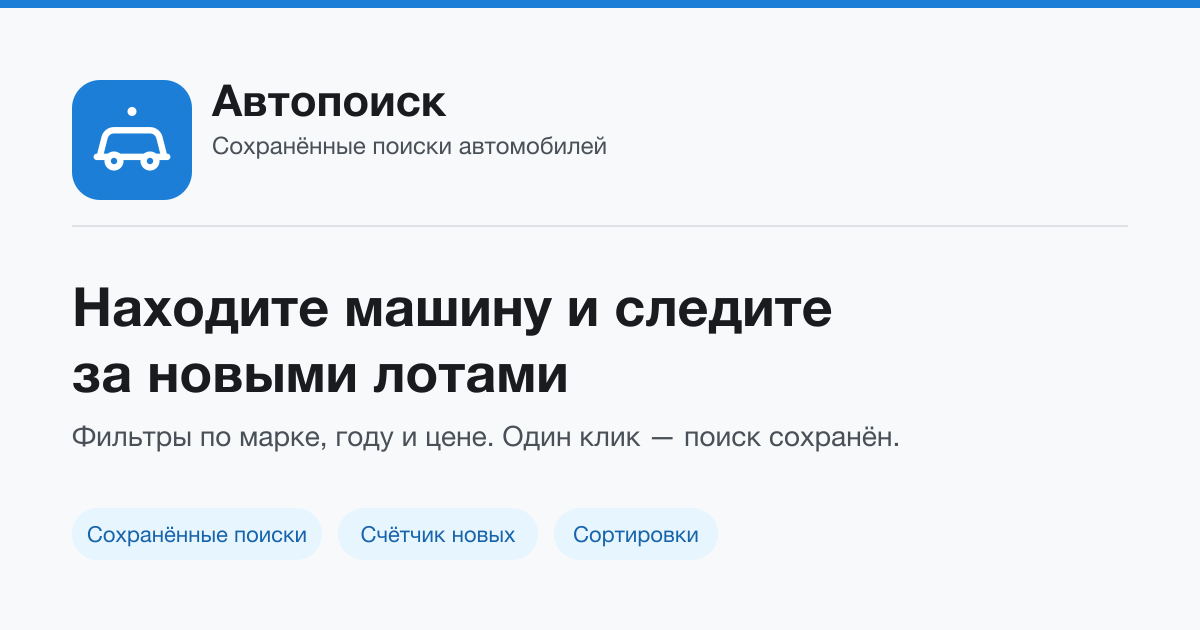 Автопоиск
Сохранённые поиски автомобилей
Находите машину и следите
за новыми лотами
Фильтры по марке, году и цене. Один клик — поиск сохранён.
Сохранённые поиски
Счётчик новых
Сортировки